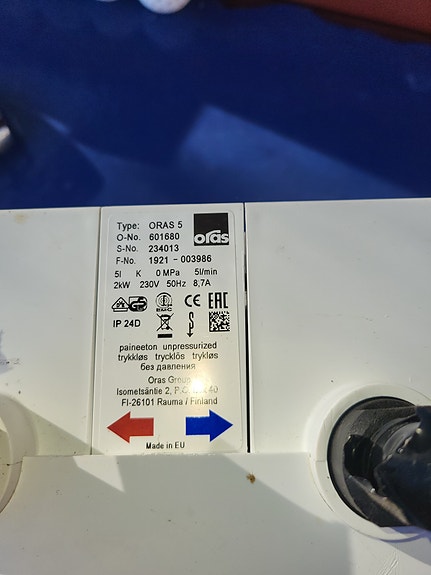 Type: ORAS 5
oras
O-No. 601680
S-No. 234013
F-No. 1921 - 003986
5l K 0 MPa 5l/min
2kW 230V 50Hz 8,7A
EMC CE EAC
IP 24D
paineeton unpressurized
trykkløs trycklös trykløs
без давления
Oras Group
Isometsäntie 2, P.O.
FI-26101 Rauma / Finland
Made in EU